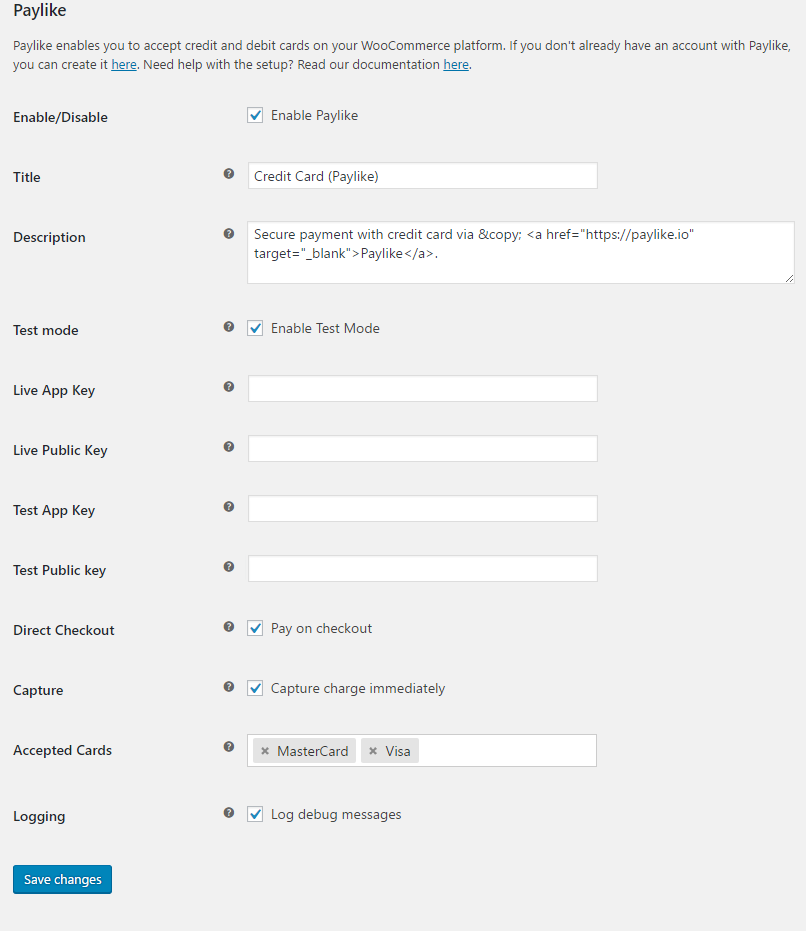 Paylike
Paylike enables you to accept credit and debit cards on your WooCommerce platform. If you don't already have an account with Paylike,
you can create it here. Need help with the setup? Read our documentation here.
Enable/Disable
Enable Paylike
Title
Credit Card (Paylike)
Description
Secure payment with credit card via &copy; <a href="https://paylike.io"
target="_blank">Paylike</a>.
Test mode
Enable Test Mode
Live App Key
Live Public Key
Test App Key
Test Public key
Direct Checkout
Pay on checkout
Capture
Capture charge immediately
Accepted Cards
× MasterCard × Visa
Logging
Log debug messages
Save changes